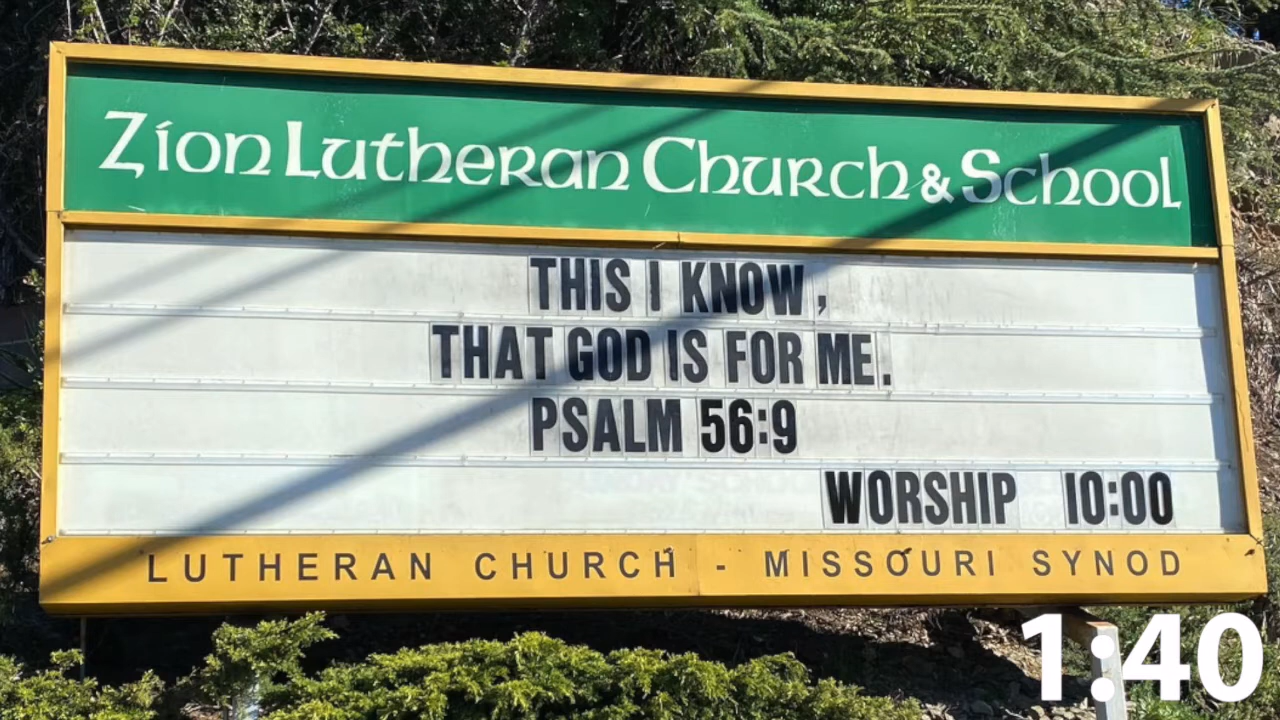 Zion Lutheran Church & School
THIS I KNOW,
THAT GOD IS FOR ME.
PSALM 56:9
WORSHIP 10:00
LUTHERAN CHURCH - MISSOURI SYNOD
1:40